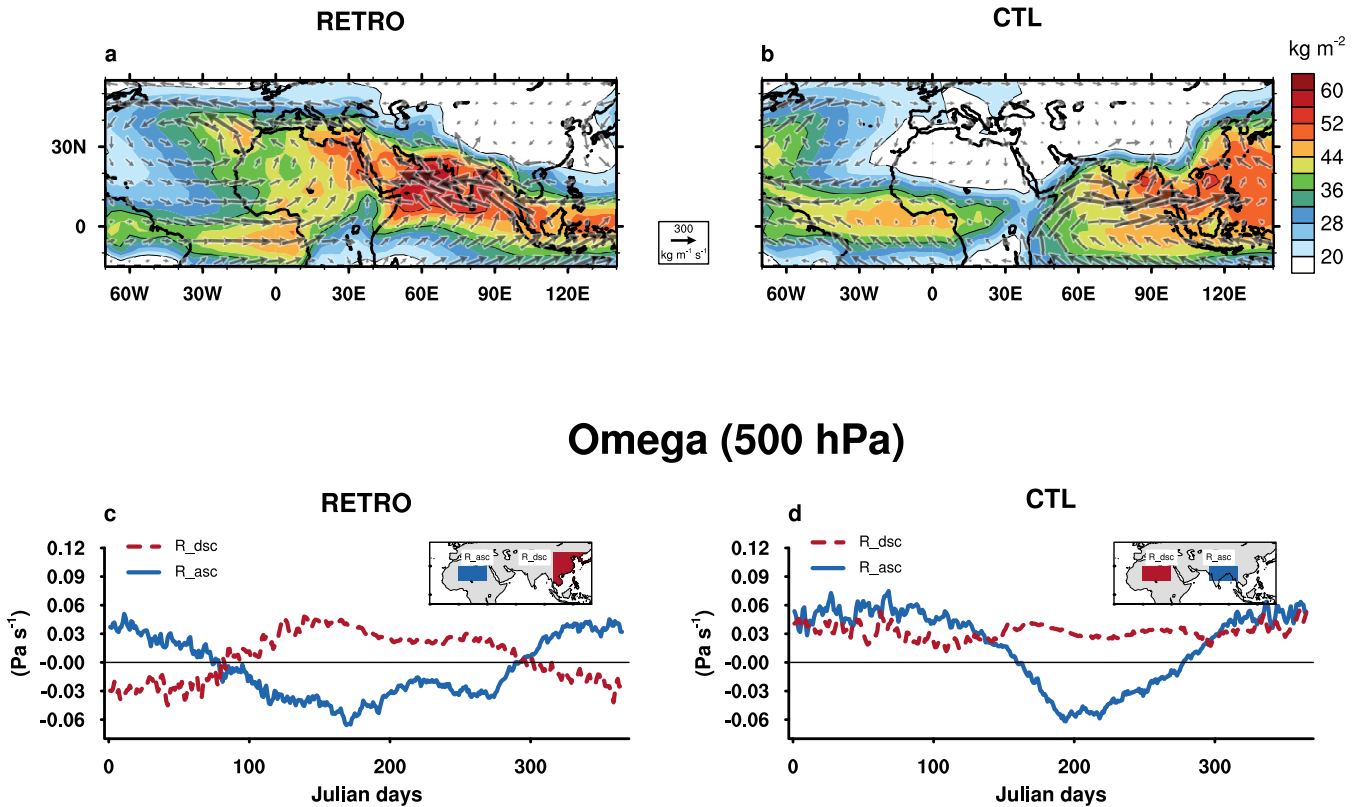 RETRO
CTL
a
b
kg m-2
60
52
44
36
28
20
30N
0
60W 30W 0 30E 60E 90E 120E
300
kg m-1 s-1
60W 30W 0 30E 60E 90E 120E
Omega (500 hPa)
RETRO
CTL
c
d
R_dsc
R_asc
R_asc R_dsc
R_dsc
R_asc
R_dsc R_asc
0.12
0.09
0.06
0.03
-0.00
-0.03
-0.06
(Pa s-1)
0 100 200 300
Julian days
0.12
0.09
0.06
0.03
-0.00
-0.03
-0.06
(Pa s-1)
0 100 200 300
Julian days